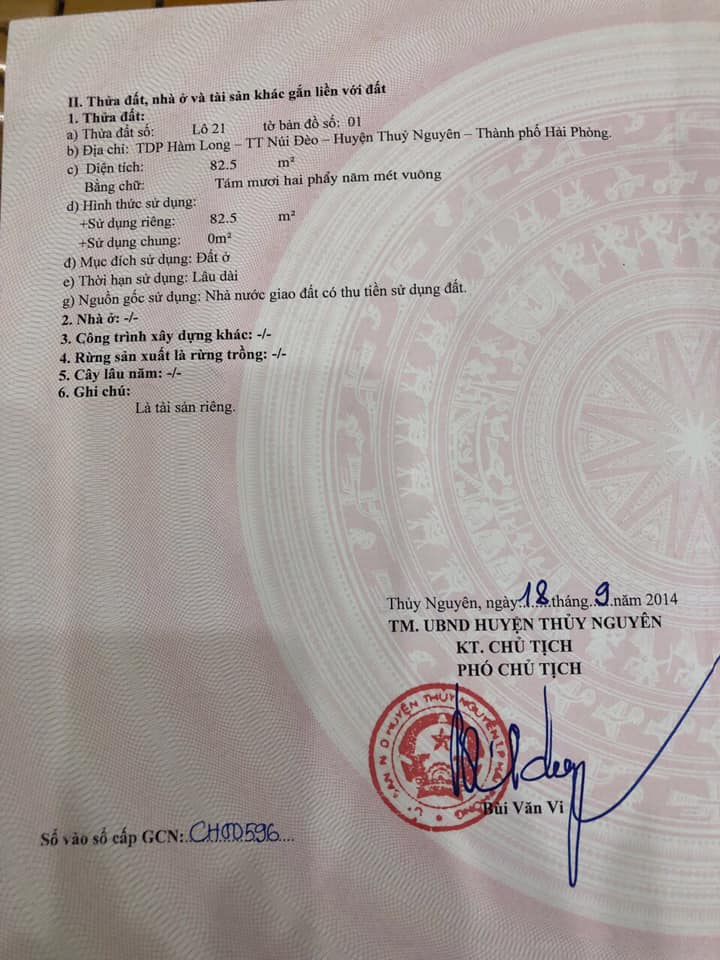 II. Thửa đất, nhà ở và tài sản khác gắn liền với đất
1. Thửa đất:
a) Thửa đất số: Lô 21 tờ bản đồ số: 01
b) Địa chỉ: TDP Hàm Long – TT Núi Đèo – Huyện Thuỷ Nguyên – Thành phố Hải Phòng.
c) Diện tích: 82.5 m²
Bằng chữ: Tám mươi hai phẩy năm mét vuông
d) Hình thức sử dụng:
+Sử dụng riêng: 82.5 m²
+Sử dụng chung: 0m²
đ) Mục đích sử dụng: Đất ở
e) Thời hạn sử dụng: Lâu dài
g) Nguồn gốc sử dụng: Nhà nước giao đất có thu tiền sử dụng đất.
2. Nhà ở: -/-
3. Công trình xây dựng khác: -/-
4. Rừng sản xuất là rừng trồng: -/-
5. Cây lâu năm: -/-
6. Ghi chú:
Là tài sản riêng.
Thủy Nguyên, ngày 18 tháng 9 năm 2014
TM. UBND HUYỆN THỦY NGUYÊN
KT. CHỦ TỊCH
PHÓ CHỦ TỊCH
N D HUYỆN THỦY NGUYÊN
Bùi Văn Vi
Số vào sổ cấp GCN: CH00596